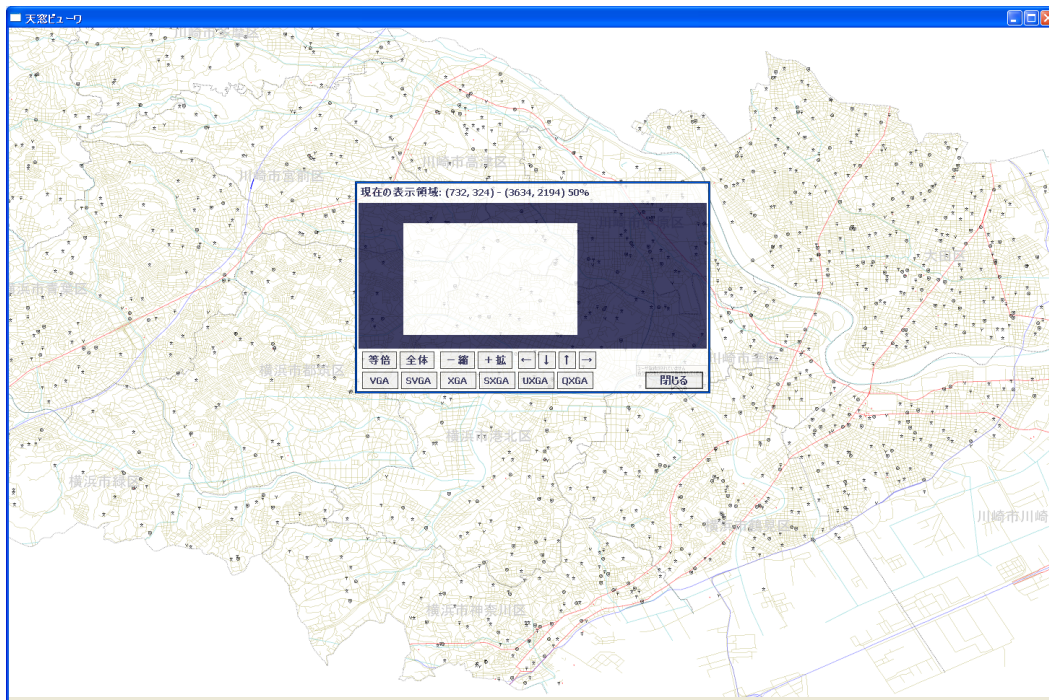 天窓ビューワ
川崎市多摩区
川崎市高津区
川崎市宮前区
現在の表示領域: (732, 324) - (3634, 2194) 50%
大田区
横浜市青葉区
等倍 全体 －縮 ＋拡 ← ↓ ↑ →
川崎市幸区
横浜市都筑区
VGA SVGA XGA SXGA UXGA QXGA 閉じる
横浜市港北区
横浜市緑区
川崎市川崎
横浜市鶴見区
横浜市神奈川区